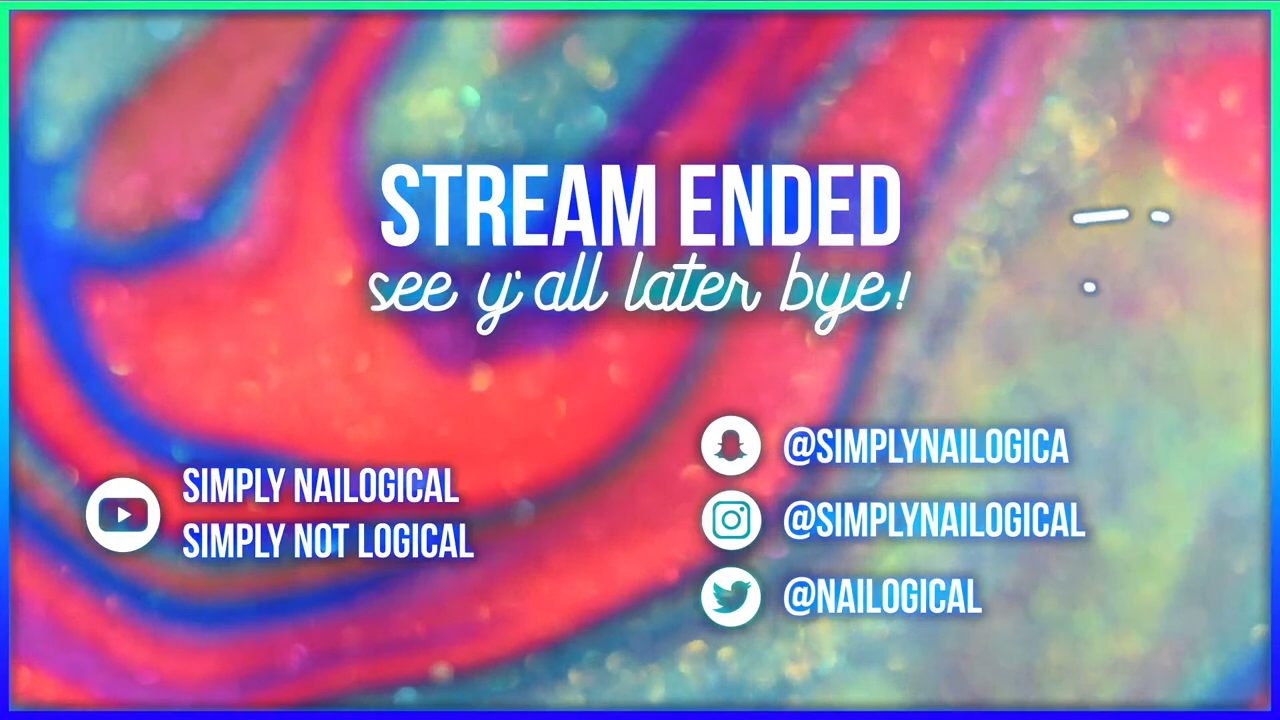 STREAM ENDED
see y'all later bye!
SIMPLY NAILOGICAL
SIMPLY NOT LOGICAL
@SIMPLYNAILOGICA
@SIMPLYNAILOGICAL
@NAILOGICAL